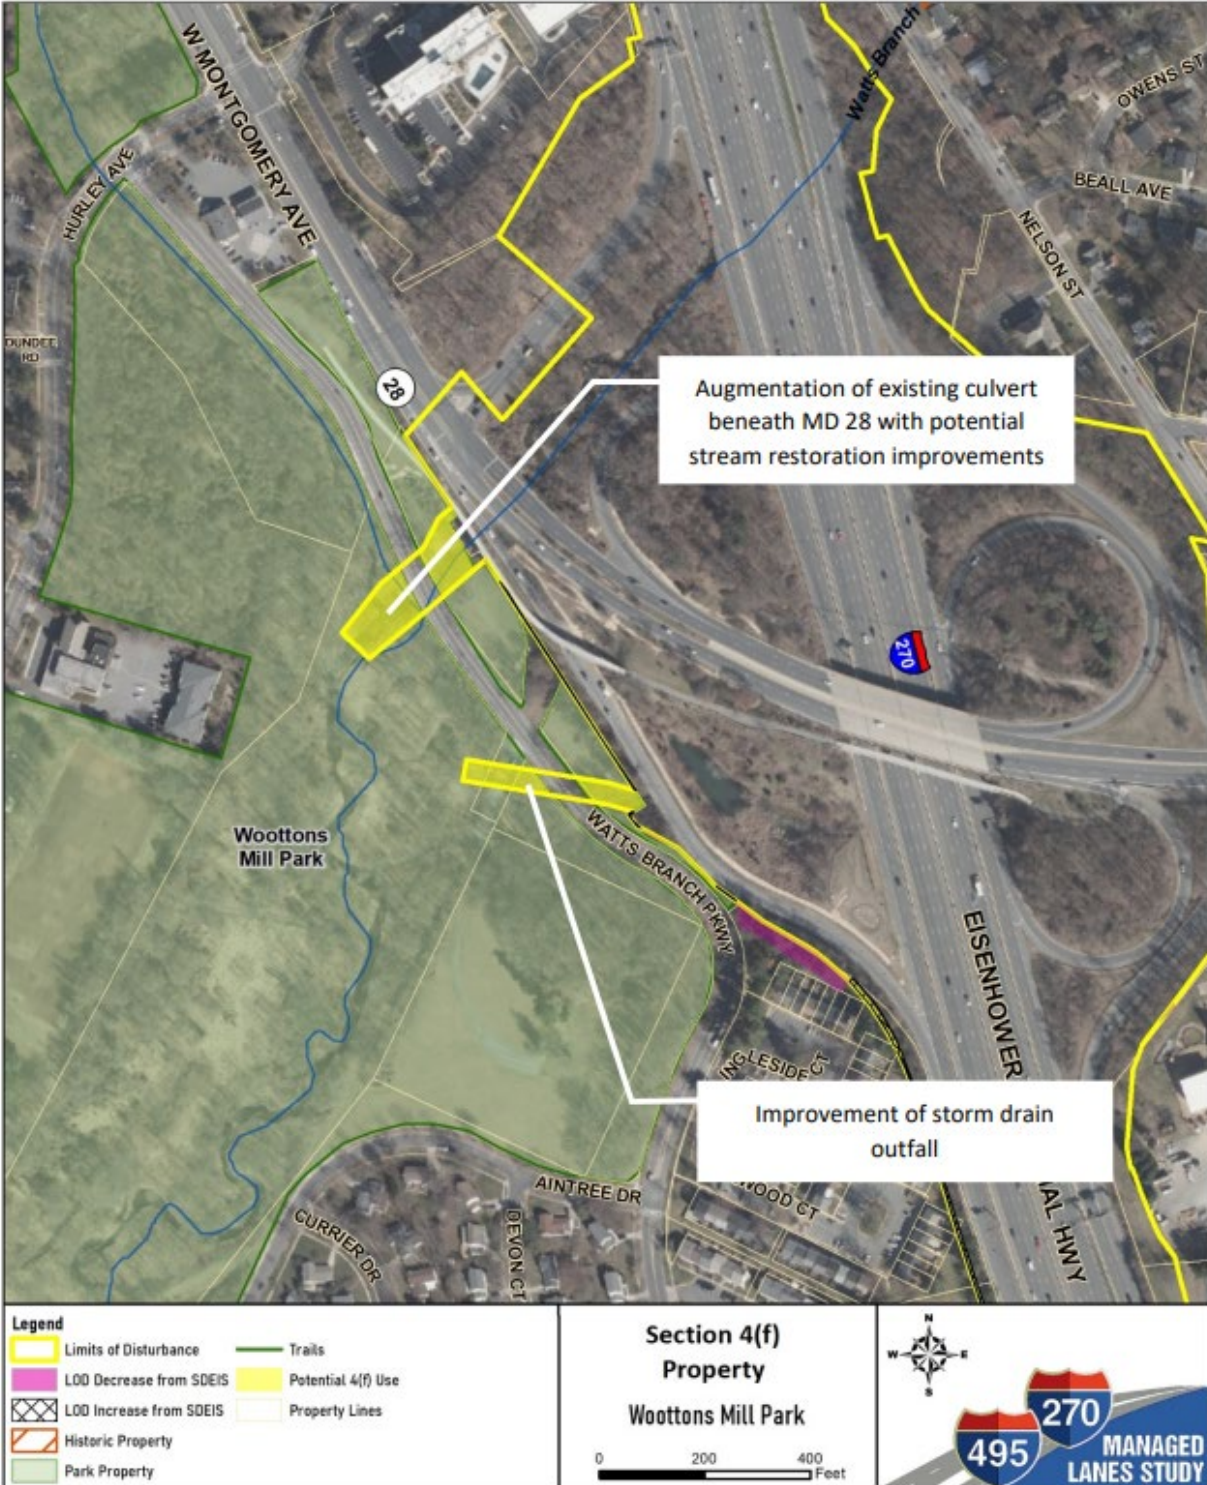 W MONTGOMERY AVE
Watts Branch
OWENS ST
HURLEY AVE
BEALL AVE
NELSON ST
DUNDEE
RD
28
Augmentation of existing culvert
beneath MD 28 with potential
stream restoration improvements
270
Woottons
Mill Park
WATTS BRANCH PKWY
EISENHOWER
INGLESIDE CT
Improvement of storm drain
outfall
AINTREE DR
WOOD CT
IAL HWY
CURRIER DR
DEVON CT
Legend
Limits of Disturbance
LOD Decrease from SDEIS
LOD Increase from SDEIS
Historic Property
Park Property
Trails
Potential 4(f) Use
Property Lines
Section 4(f)
Property
Woottons Mill Park
0 200 400
Feet
N
W E
S
270
495
MANAGED
LANES STUDY